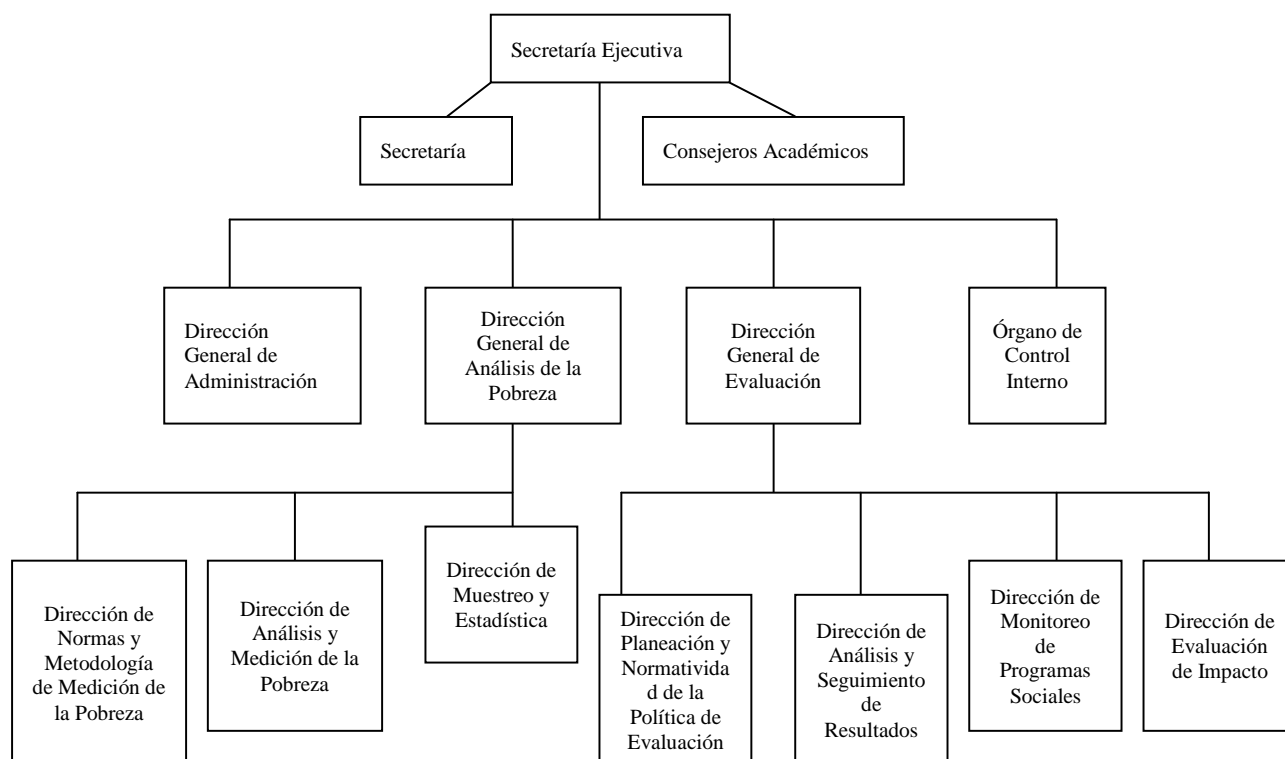 Secretaría Ejecutiva
Secretaría
Consejeros Académicos
Dirección
General de
Administración
Dirección
General de
Análisis de la
Pobreza
Dirección
General de
Evaluación
Órgano de
Control
Interno
Dirección de
Normas y
Metodología
de Medición de
la Pobreza
Dirección de
Análisis y
Medición de la
Pobreza
Dirección de
Muestreo y
Estadística
Dirección de
Planeación y
Normativida
d de la
Política de
Evaluación
Dirección de
Análisis y
Seguimiento
de
Resultados
Dirección de
Monitoreo
de
Programas
Sociales
Dirección de
Evaluación
de Impacto